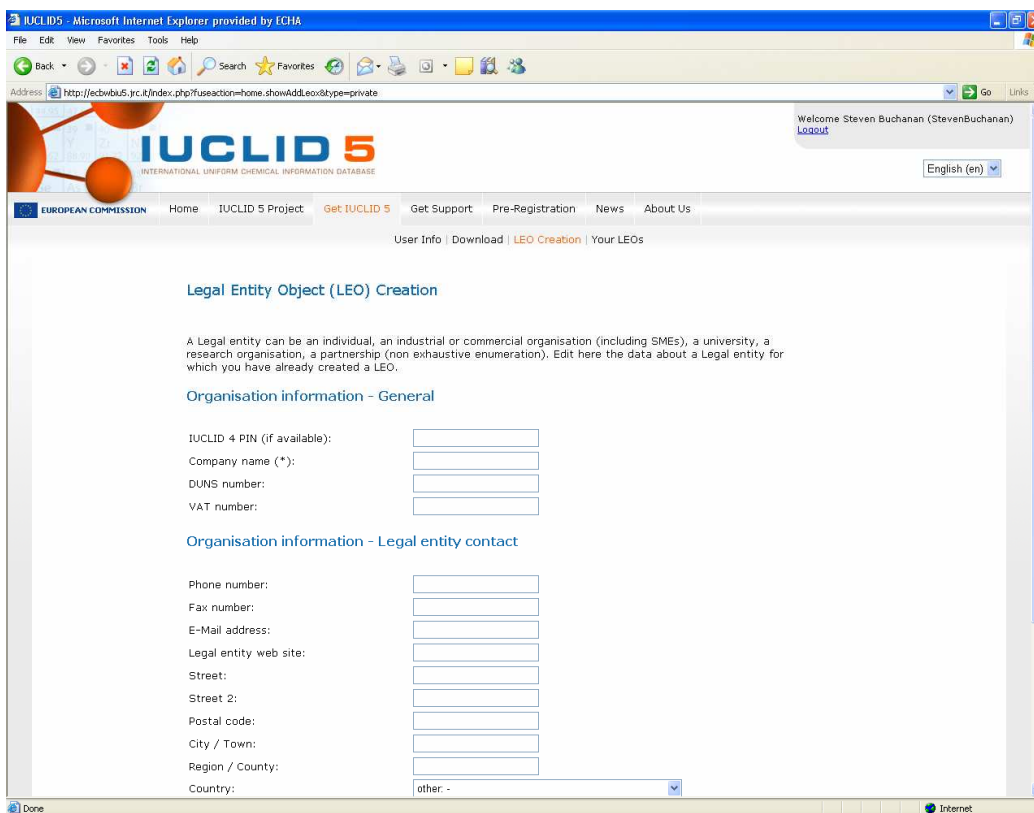 IUCLID5 - Microsoft Internet Explorer provided by ECHA
File Edit View Favorites Tools Help
Back Search Favorites
Address http://ecbwbiu5.jrc.it/index.php?fuseaction=home.showAddLeox&type=private Go Links
Welcome Steven Buchanan (StevenBuchanan)
Logout
IUCLID 5
INTERNATIONAL UNIFORM CHEMICAL INFORMATION DATABASE
English (en)
EUROPEAN COMMISSION Home IUCLID 5 Project Get IUCLID 5 Get Support Pre-Registration News About Us
User Info | Download | LEO Creation | Your LEOs
Legal Entity Object (LEO) Creation
A Legal entity can be an individual, an industrial or commercial organisation (including SMEs), a university, a
research organisation, a partnership (non exhaustive enumeration). Edit here the data about a Legal entity for
which you have already created a LEO.
Organisation information - General
IUCLID 4 PIN (if available):
Company name (*):
DUNS number:
VAT number:
Organisation information - Legal entity contact
Phone number:
Fax number:
E-Mail address:
Legal entity web site:
Street:
Street 2:
Postal code:
City / Town:
Region / County:
Country: other: -
Done Internet